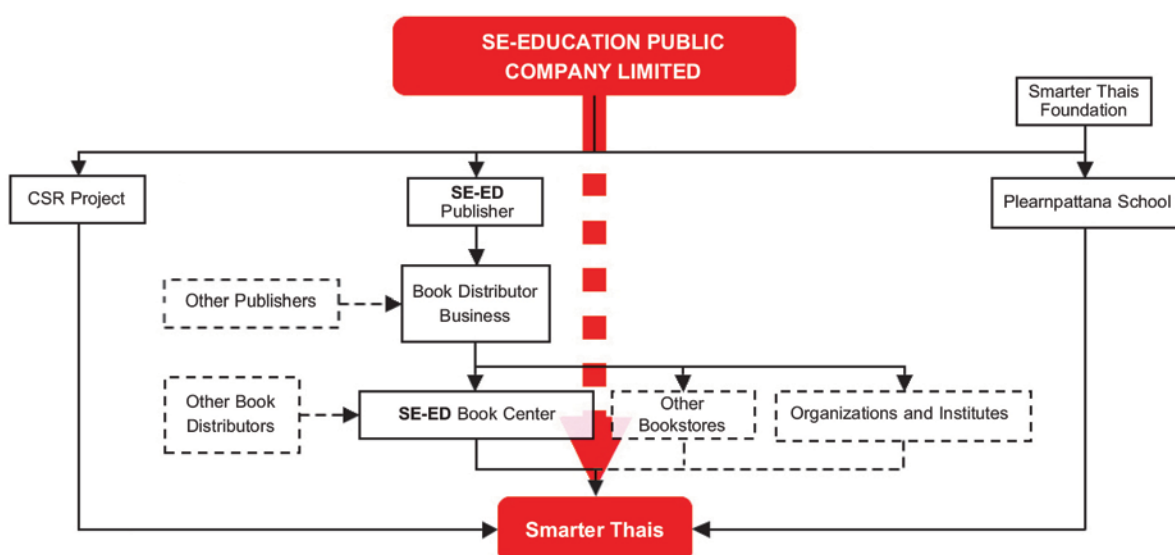 SE-EDUCATION PUBLIC
COMPANY LIMITED
Smarter Thais
Foundation
CSR Project
SE-ED
Publisher
Plearnpattana School
Other Publishers
Book Distributor
Business
Other Book
Distributors
SE-ED Book Center
Other
Bookstores
Organizations and Institutes
Smarter Thais